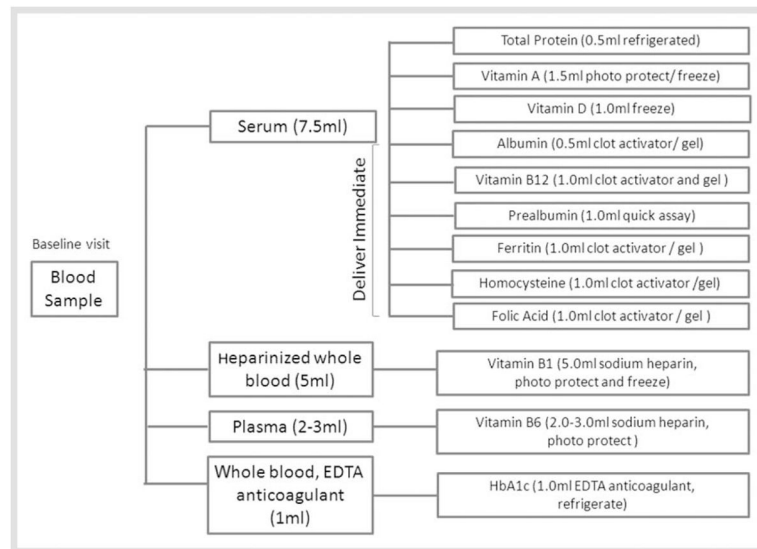 Baseline visit
Blood
Sample
Serum (7.5ml)
Deliver Immediate
Total Protein (0.5ml refrigerated)
Vitamin A (1.5ml photo protect/ freeze)
Vitamin D (1.0ml freeze)
Albumin (0.5ml clot activator/ gel)
Vitamin B12 (1.0ml clot activator and gel )
Prealbumin (1.0ml quick assay)
Ferritin (1.0ml clot activator / gel )
Homocysteine (1.0ml clot activator /gel)
Folic Acid (1.0ml clot activator / gel )
Heparinized whole
blood (5ml)
Vitamin B1 (5.0ml sodium heparin,
photo protect and freeze)
Plasma (2-3ml)
Vitamin B6 (2.0-3.0ml sodium heparin,
photo protect )
Whole blood, EDTA
anticoagulant
(1ml)
HbA1c (1.0ml EDTA anticoagulant,
refrigerate)